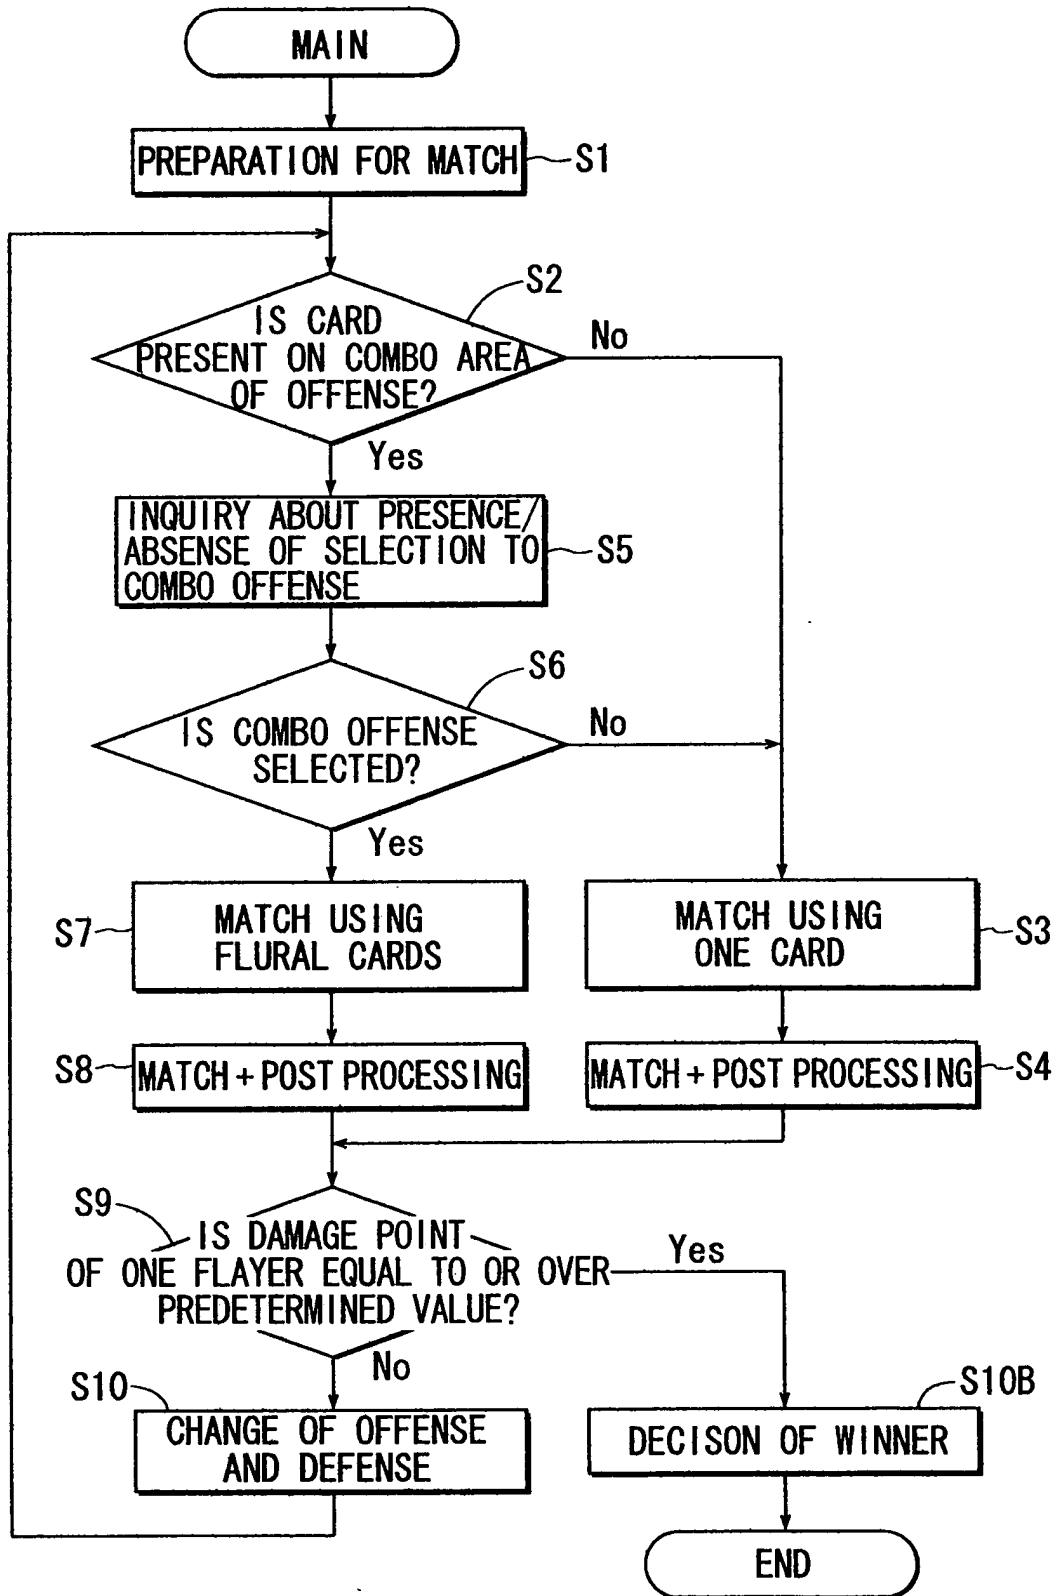 MAIN
PREPARATION FOR MATCH
S1
S2
IS CARD
PRESENT ON COMBO AREA
OF OFFENSE?
No
Yes
INQUIRY ABOUT PRESENCE/
ABSENSE OF SELECTION TO
COMBO OFFENSE
S5
S6
IS COMBO OFFENSE
SELECTED?
No
Yes
S7
MATCH USING
FLURAL CARDS
MATCH USING
ONE CARD
S3
S8
MATCH + POST PROCESSING
MATCH + POST PROCESSING
S4
S9
IS DAMAGE POINT
OF ONE FLAYER EQUAL TO OR OVER
PREDETERMINED VALUE?
Yes
No
S10
CHANGE OF OFFENSE
AND DEFENSE
S10B
DECISON OF WINNER
END